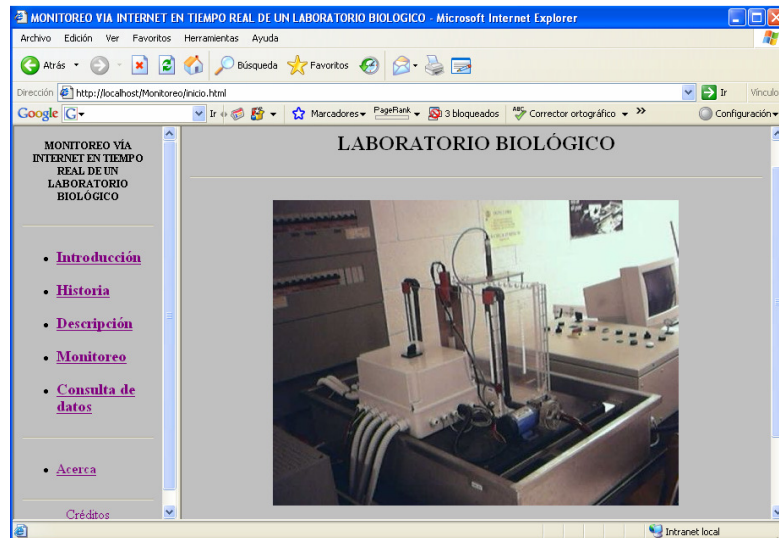 MONITOREO VIA INTERNET EN TIEMPO REAL DE UN LABORATORIO BIOLOGICO - Microsoft Internet Explorer
Archivo Edición Ver Favoritos Herramientas Ayuda
Atrás Búsqueda Favoritos
Dirección http://localhost/Monitoreo/inicio.html Ir Vínculo
Google G Ir Marcadores PageRank 3 bloqueados ABC Corrector ortográfico » Configuración
MONITOREO VÍA
INTERNET EN TIEMPO
REAL DE UN
LABORATORIO
BIOLÓGICO
Introducción
Historia
Descripción
Monitoreo
Consulta de
datos
Acerca
Créditos
LABORATORIO BIOLÓGICO
Intranet local